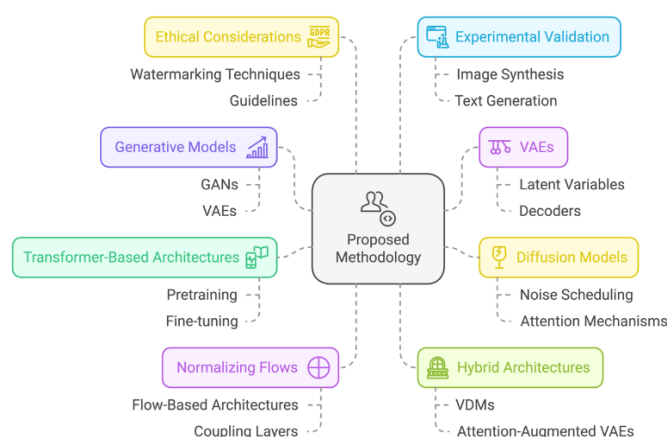 Ethical Considerations
GDPR
Watermarking Techniques
Guidelines
Generative Models
GANs
VAEs
Transformer-Based Architectures
Pretraining
Fine-tuning
Normalizing Flows
Flow-Based Architectures
Coupling Layers
Proposed
Methodology
Experimental Validation
Image Synthesis
Text Generation
VAEs
Latent Variables
Decoders
Diffusion Models
Noise Scheduling
Attention Mechanisms
Hybrid Architectures
VDMs
Attention-Augmented VAEs